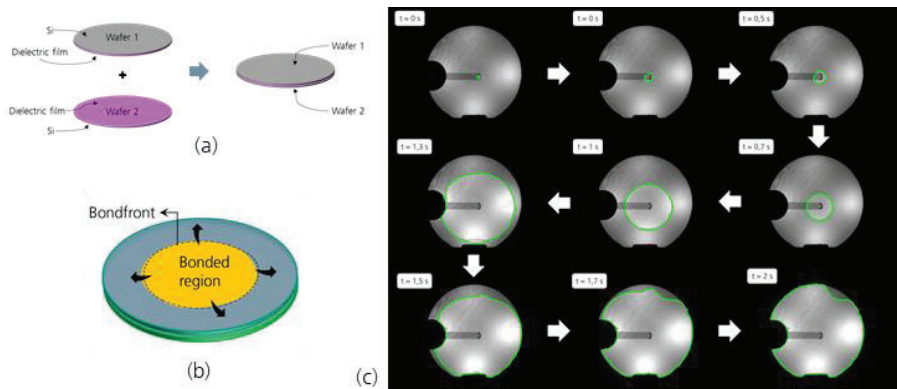 Si
Wafer 1
Dielectric film
+
Dielectric film
Wafer 2
Si
Wafer 1
Wafer 2
(a)
Bondfront
Bonded
region
(b)
t = 0 s
t = 0 s
t = 0,5 s
t = 0,7 s
t = 1 s
t = 1,3 s
t = 1,5 s
t = 1,7 s
t = 2 s
(c)